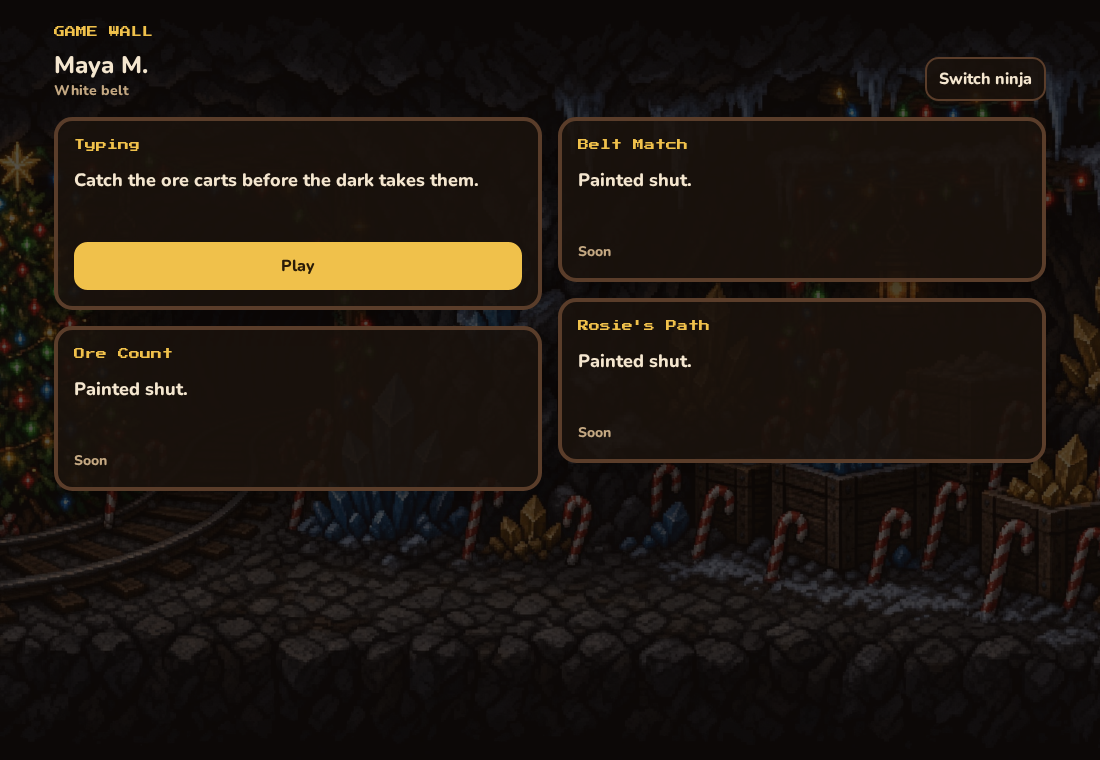 GAME WALL
Maya M.
White belt
Switch ninja
Typing
Catch the ore carts before the dark takes them.
Play
Belt Match
Painted shut.
Soon
Ore Count
Painted shut.
Soon
Rosie's Path
Painted shut.
Soon